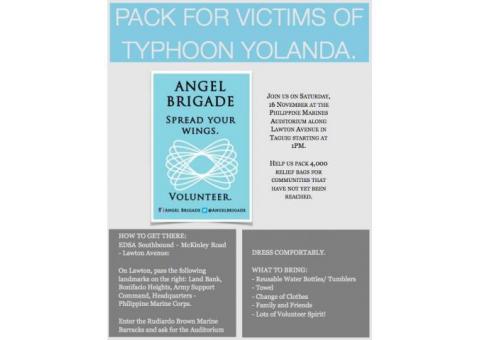 PACK FOR VICTIMS OF
TYPHOON YOLANDA.
ANGEL
BRIGADE
SPREAD YOUR
WINGS.
VOLUNTEER.
f | ANGEL BRIGADE @ANGELBRIGADE
JOIN US ON SATURDAY,
16 NOVEMBER AT THE
PHILIPPINE MARINES
AUDITORIUM ALONG
LAWTON AVENUE IN
TAGUIG STARTING AT
1PM.
HELP US PACK 4,000
RELIEF BAGS FOR
COMMUNITIES THAT
HAVE NOT YET BEEN
REACHED.
HOW TO GET THERE:
EDSA Southbound - McKinley Road
- Lawton Avenue:
On Lawton, pass the following
landmarks on the right: Land Bank,
Bonifacio Heights, Army Support
Command, Headquarters -
Philippine Marine Corps.
Enter the Rudiardo Brown Marine
Barracks and ask for the Auditorium
DRESS COMFORTABLY.
WHAT TO BRING:
- Reusable Water Bottles/ Tumblers
- Towel
- Change of Clothes
- Family and Friends
- Lots of Volunteer Spirit!